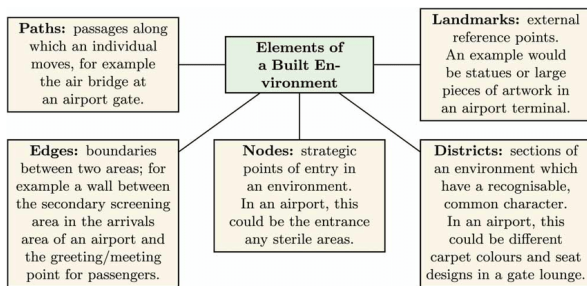 Paths: passages along
which an individual
moves, for example
the air bridge at
an airport gate.
Elements of
a Built En-
vironment
Landmarks: external
reference points.
An example would
be statues or large
pieces of artwork in
an airport terminal.
Edges: boundaries
between two areas; for
example a wall between
the secondary screening
area in the arrivals
area of an airport and
the greeting/meeting
point for passengers.
Nodes: strategic
points of entry in
an environment.
In an airport, this
could be the entrance
any sterile areas.
Districts: sections of
an environment which
have a recognisable,
common character.
In an airport, this
could be different
carpet colours and seat
designs in a gate lounge.